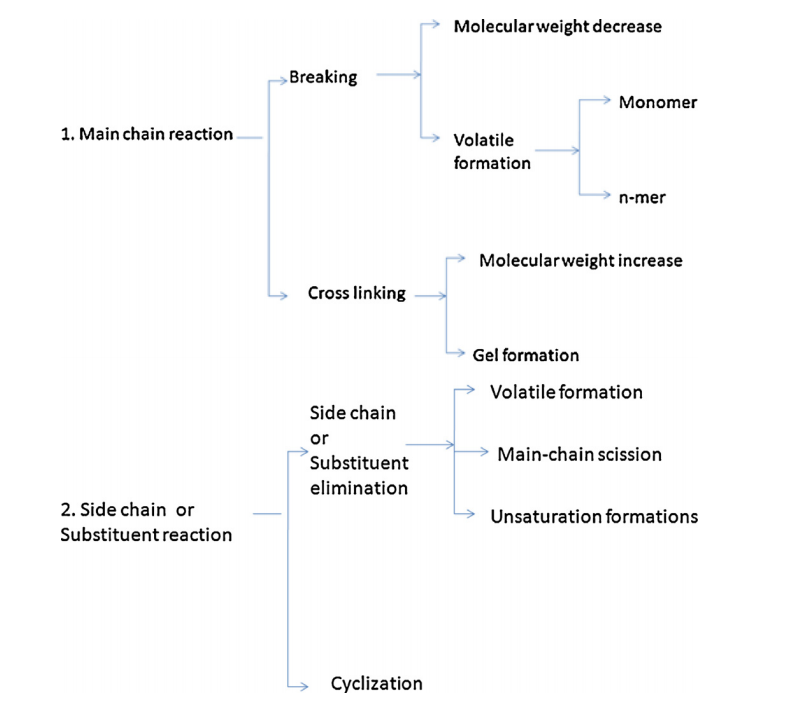 Molecular weight decrease
Breaking
Monomer
1. Main chain reaction
Volatile
formation
n-mer
Molecular weight increase
Cross linking
Gel formation
Volatile formation
Side chain
or
Substituent
elimination
Main-chain scission
2. Side chain or
Substituent reaction
Unsaturation formations
Cyclization